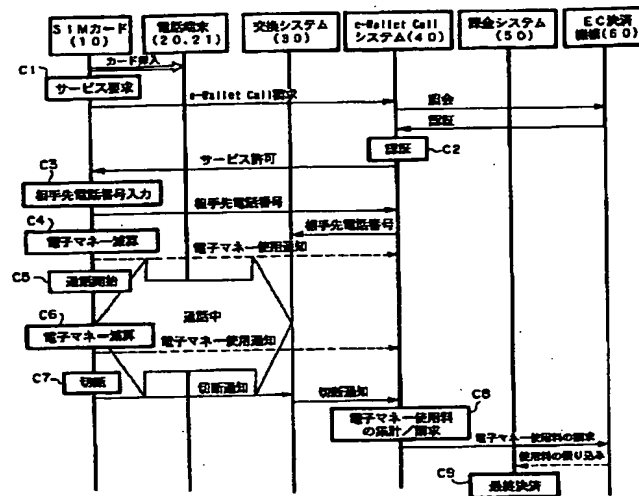 SIMカード
(10)
電話端末
(20,21)
交換システム
(30)
e-Wallet Call
システム(40)
課金システム
(50)
EC決済
機構(60)
カード挿入
C1
サービス要求
e-Wallet Call要求
照会
認証
認証
C2
サービス許可
C3
相手先電話番号入力
相手先電話番号
相手先電話番号
C4
電子マネー減算
電子マネー使用通知
C5
通話開始
通話中
C6
電子マネー減算
電子マネー使用通知
C7
切断
切断通知
切断通知
C8
電子マネー使用料
の集計/請求
電子マネー使用料の請求
使用料の振り込み
C9
最終決済